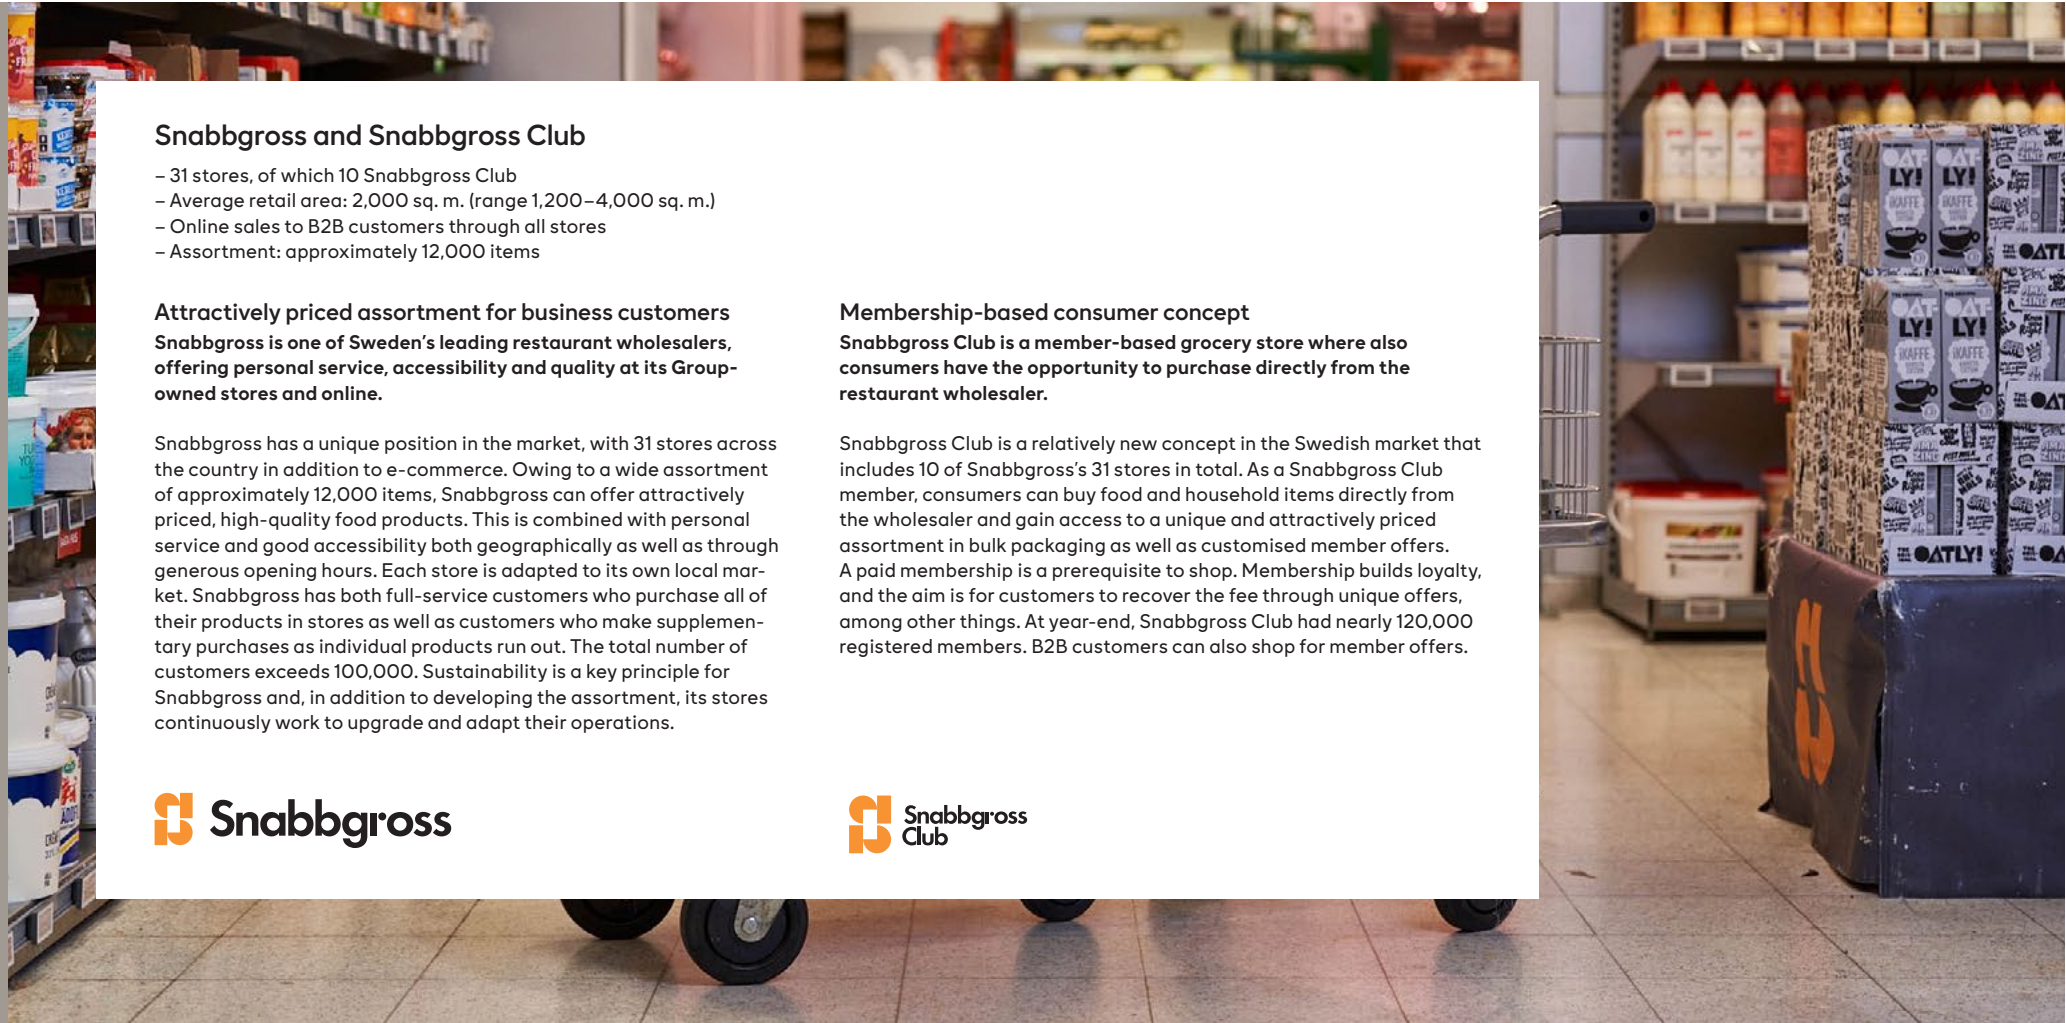 Snabbgross and Snabbgross Club
– 31 stores, of which 10 Snabbgross Club
– Average retail area: 2,000 sq. m. (range 1,200–4,000 sq. m.)
– Online sales to B2B customers through all stores
– Assortment: approximately 12,000 items
Attractively priced assortment for business customers
Snabbgross is one of Sweden's leading restaurant wholesalers,
offering personal service, accessibility and quality at its Group-
owned stores and online.
Snabbgross has a unique position in the market, with 31 stores across
the country in addition to e-commerce. Owing to a wide assortment
of approximately 12,000 items, Snabbgross can offer attractively
priced, high-quality food products. This is combined with personal
service and good accessibility both geographically as well as through
generous opening hours. Each store is adapted to its own local mar-
ket. Snabbgross has both full-service customers who purchase all of
their products in stores as well as customers who make supplemen-
tary purchases as individual products run out. The total number of
customers exceeds 100,000. Sustainability is a key principle for
Snabbgross and, in addition to developing the assortment, its stores
continuously work to upgrade and adapt their operations.
Snabbgross
Membership-based consumer concept
Snabbgross Club is a member-based grocery store where also
consumers have the opportunity to purchase directly from the
restaurant wholesaler.
Snabbgross Club is a relatively new concept in the Swedish market that
includes 10 of Snabbgross's 31 stores in total. As a Snabbgross Club
member, consumers can buy food and household items directly from
the wholesaler and gain access to a unique and attractively priced
assortment in bulk packaging as well as customised member offers.
A paid membership is a prerequisite to shop. Membership builds loyalty,
and the aim is for customers to recover the fee through unique offers,
among other things. At year-end, Snabbgross Club had nearly 120,000
registered members. B2B customers can also shop for member offers.
Snabbgross
Club
OAT-
LY!
iKAFFE
OAT-
LY!
iKAFFE
OAT-
LY!
iKAFFE
OAT-
LY!
iKAFFE
OATLY!